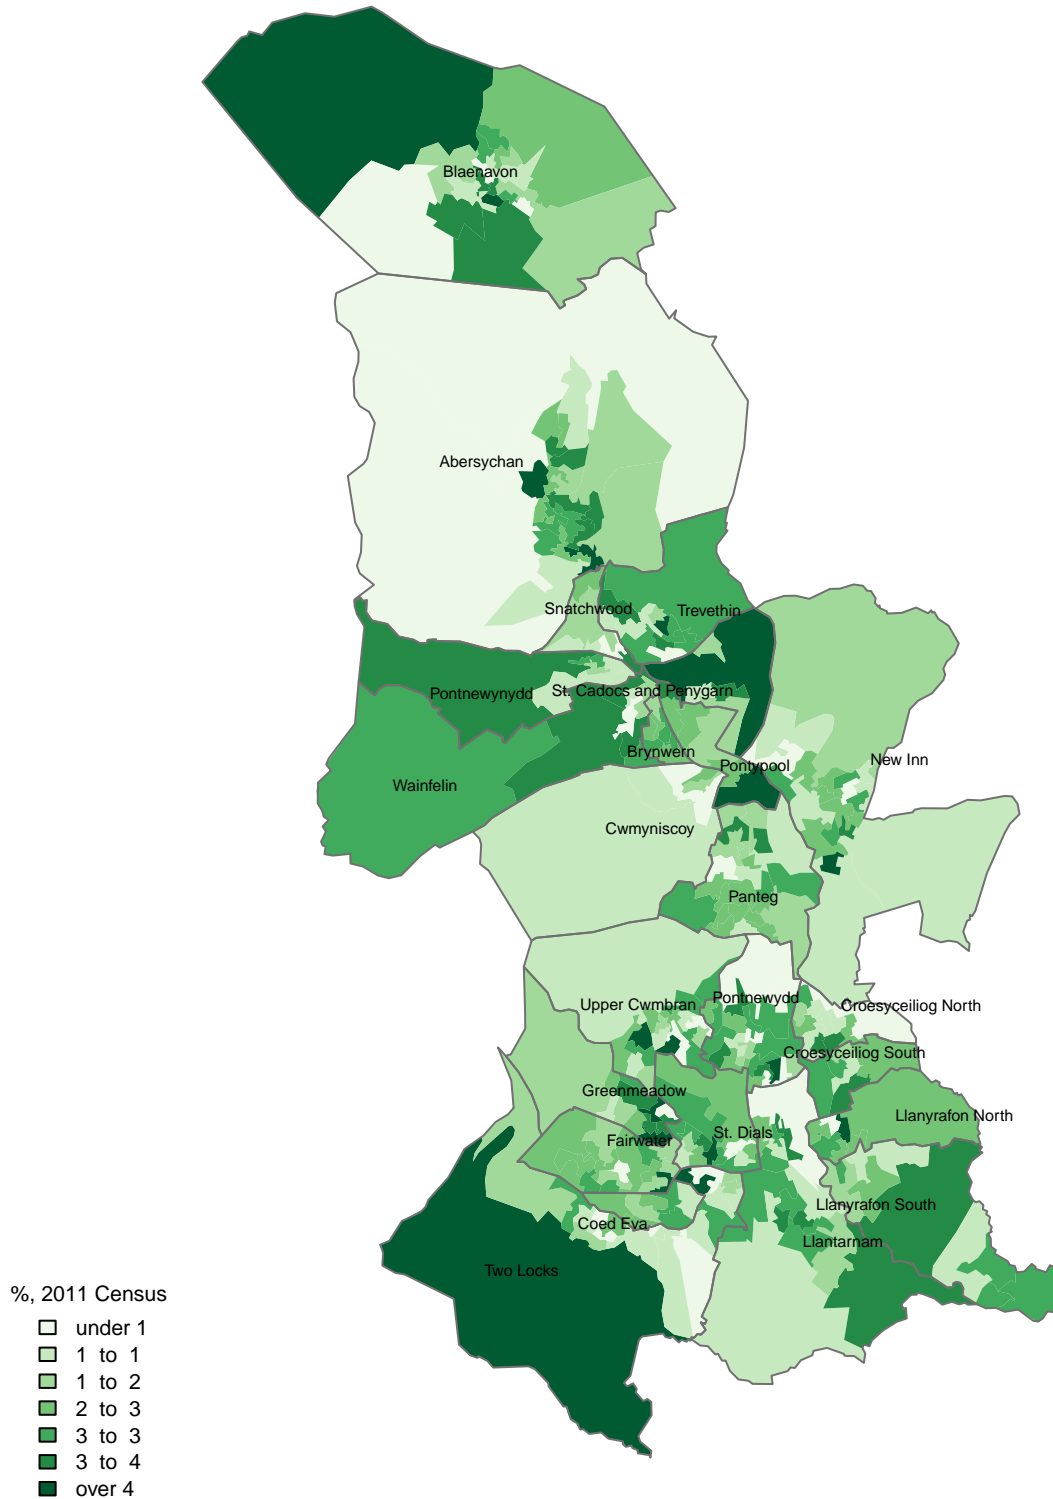 Blaenavon
Abersychan
Snatchwood
Trevethin
Pontnewynydd
St. Cadocs and Penygarn
Brynwern
Pontypool
New Inn
Wainfelin
Cwmyniscoy
Panteg
Upper Cwmbran
Pontnewydd
Croesyceiliog North
Croesyceiliog South
Greenmeadow
Llanyrafon North
Fairwater
St. Dials
Llanyrafon South
Coed Eva
Llantarnam
Two Locks
%, 2011 Census
under 1
1 to 1
1 to 2
2 to 3
3 to 3
3 to 4
over 4